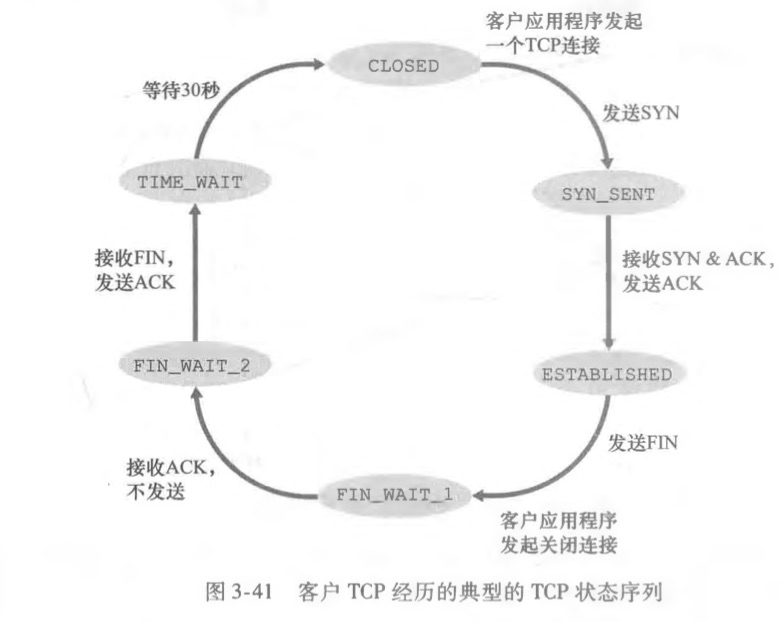 客户应用程序发起
一个TCP连接
CLOSED
等待30秒
发送SYN
TIME_WAIT
SYN_SENT
接收FIN，
发送ACK
接收SYN & ACK，
发送ACK
FIN_WAIT_2
ESTABLISHED
发送FIN
接收ACK，
不发送
FIN_WAIT_1
客户应用程序
发起关闭连接
图 3-41 客户 TCP 经历的典型的 TCP 状态序列